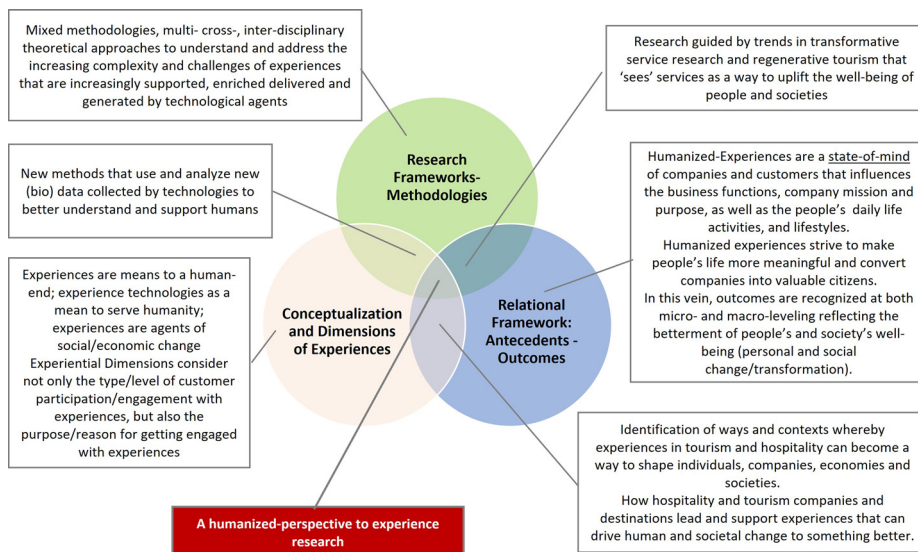 Mixed methodologies, multi- cross-, inter-disciplinary
theoretical approaches to understand and address the
increasing complexity and challenges of experiences
that are increasingly supported, enriched delivered and
generated by technological agents
Research guided by trends in transformative
service research and regenerative tourism that
‘sees’ services as a way to uplift the well-being of
people and societies
Research
Frameworks-
Methodologies
New methods that use and analyze new
(bio) data collected by technologies to
better understand and support humans
Humanized-Experiences are a state-of-mind
of companies and customers that influences
the business functions, company mission and
purpose, as well as the people’s daily life
activities, and lifestyles.
Humanized experiences strive to make
people’s life more meaningful and convert
companies into valuable citizens.
In this vein, outcomes are recognized at both
micro- and macro-leveling reflecting the
betterment of people’s and society’s well-
being (personal and social
change/transformation).
Experiences are means to a human-
end; experience technologies as a
mean to serve humanity;
experiences are agents of
social/economic change
Experiential Dimensions consider
not only the type/level of customer
participation/engagement with
experiences, but also the
purpose/reason for getting engaged
with experiences
Conceptualization
and Dimensions
of Experiences
Relational
Framework:
Antecedents -
Outcomes
Identification of ways and contexts whereby
experiences in tourism and hospitality can become a
way to shape individuals, companies, economies and
societies.
How hospitality and tourism companies and
destinations lead and support experiences that can
drive human and societal change to something better.
A humanized-perspective to experience
research